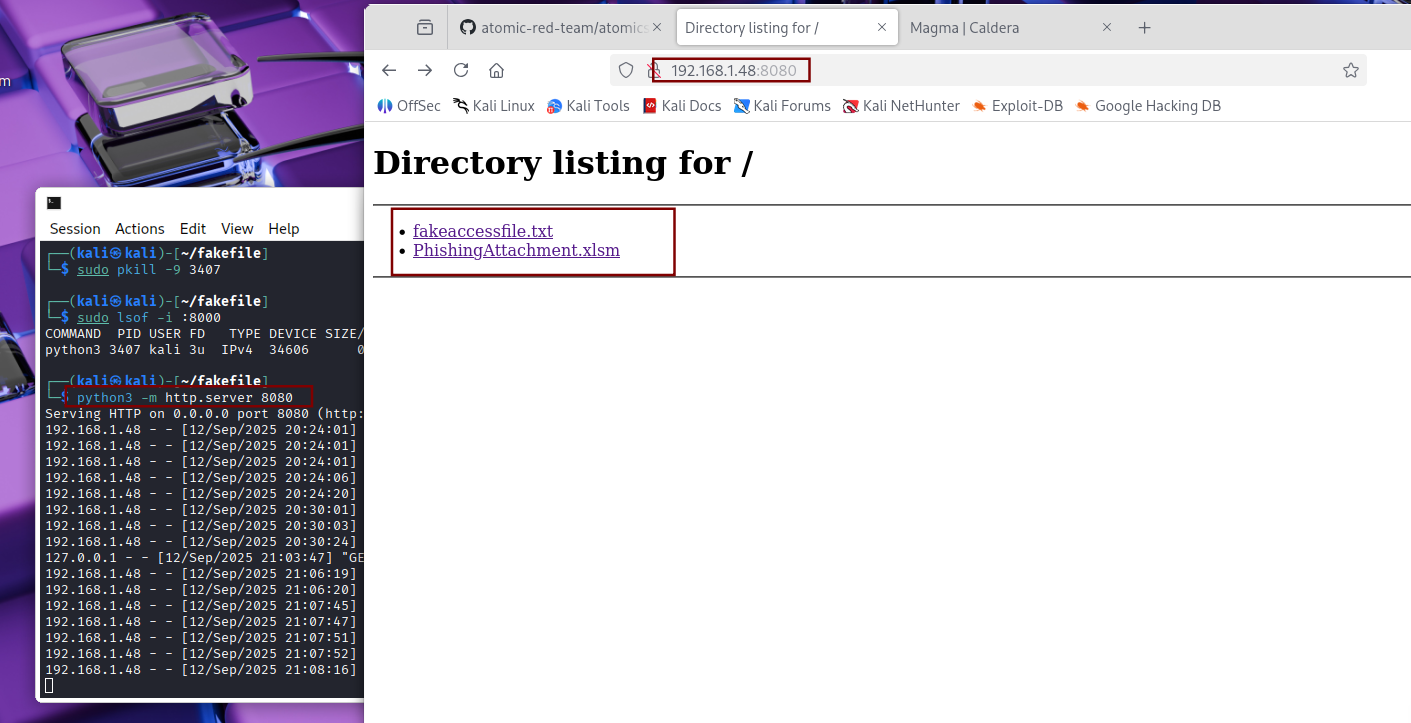 m
atomic-red-team/atomics
Directory listing for /
Magma | Caldera
192.168.1.48:8080
OffSec
Kali Linux
Kali Tools
Kali Docs
Kali Forums
Kali NetHunter
Exploit-DB
Google Hacking DB
Directory listing for /
fakeaccessfile.txt
PhishingAttachment.xlsm
Session Actions Edit View Help
┌──(kali㉿kali)-[~/fakefile]
└─$ sudo pkill -9 3407
┌──(kali㉿kali)-[~/fakefile]
└─$ sudo lsof -i :8000
COMMAND PID USER FD TYPE DEVICE SIZE/
python3 3407 kali 3u IPv4 34606 0
┌──(kali㉿kali)-[~/fakefile]
└─$ python3 -m http.server 8080
Serving HTTP on 0.0.0.0 port 8080 (http:
192.168.1.48 - - [12/Sep/2025 20:24:01]
192.168.1.48 - - [12/Sep/2025 20:24:01]
192.168.1.48 - - [12/Sep/2025 20:24:01]
192.168.1.48 - - [12/Sep/2025 20:24:06]
192.168.1.48 - - [12/Sep/2025 20:24:20]
192.168.1.48 - - [12/Sep/2025 20:30:01]
192.168.1.48 - - [12/Sep/2025 20:30:03]
192.168.1.48 - - [12/Sep/2025 20:30:24]
127.0.0.1 - - [12/Sep/2025 21:03:47] "GE
192.168.1.48 - - [12/Sep/2025 21:06:19]
192.168.1.48 - - [12/Sep/2025 21:06:20]
192.168.1.48 - - [12/Sep/2025 21:07:45]
192.168.1.48 - - [12/Sep/2025 21:07:47]
192.168.1.48 - - [12/Sep/2025 21:07:51]
192.168.1.48 - - [12/Sep/2025 21:07:52]
192.168.1.48 - - [12/Sep/2025 21:08:16]